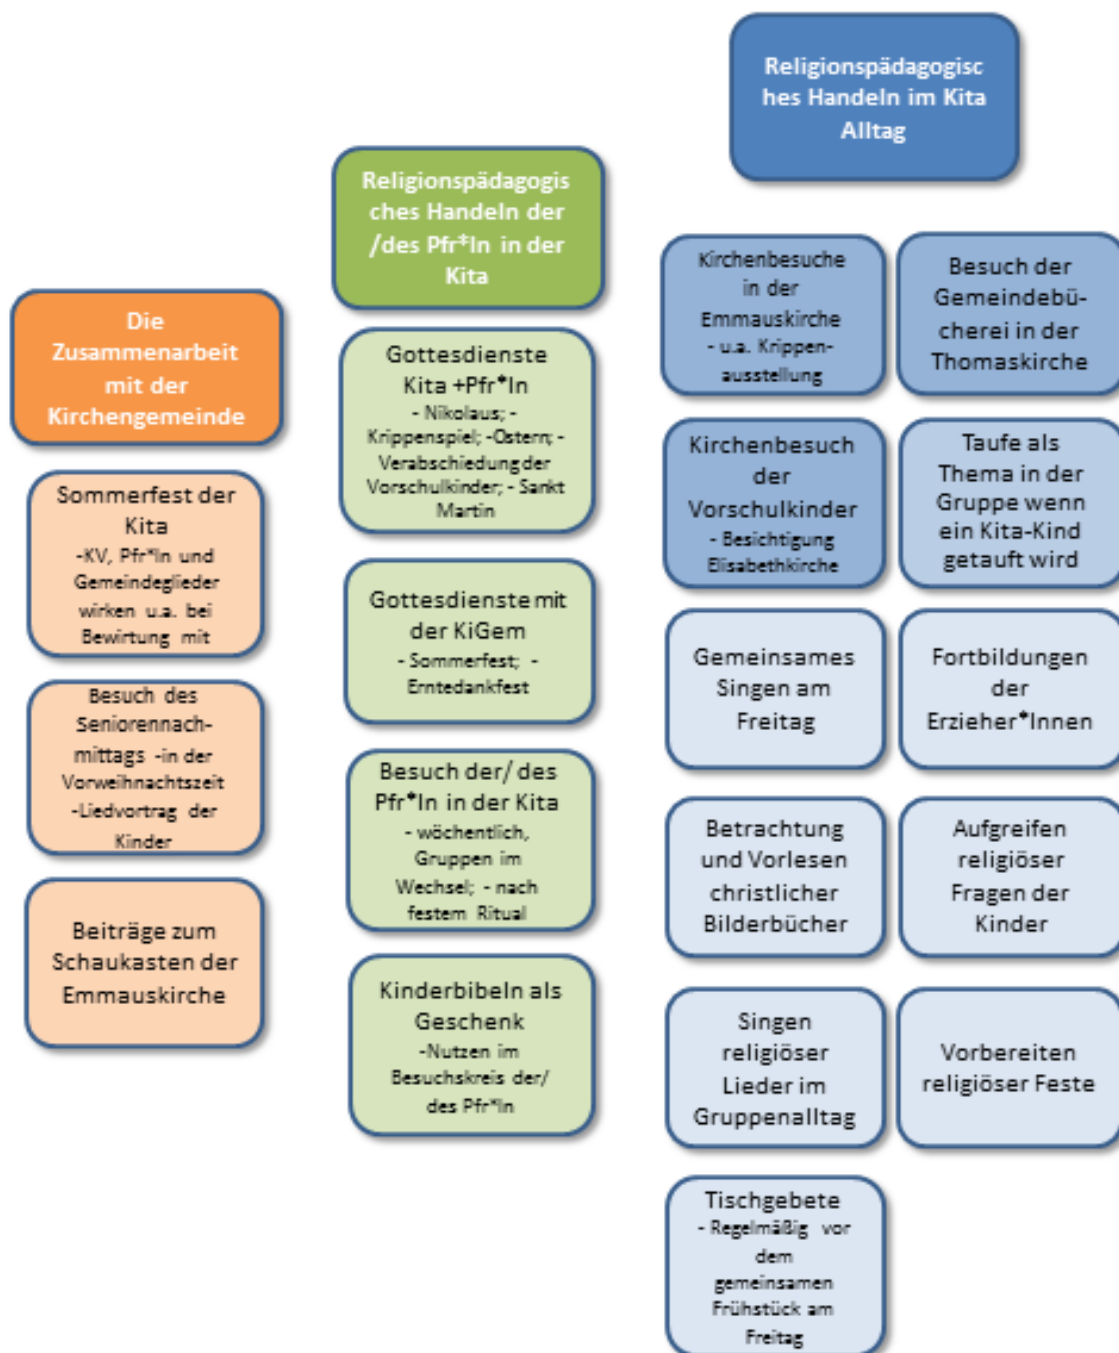 Die
Zusammenarbeit
mit der
Kirchengemeinde
Sommerfest der
Kita
-KV, Pfr*In und
Gemeindeglieder
wirken u.a. bei
Bewirtung mit
Besuch des
Seniorennach-
mittags -in der
Vorweihnachtszeit
-Liedvortrag der
Kinder
Beiträge zum
Schaukasten der
Emmauskirche
Religionspädagogis
ches Handeln der
/des Pfr*In in der
Kita
Gottesdienste
Kita +Pfr*In
- Nikolaus; -
Krippenspiel; -Ostern; -
Verabschiedung der
Vorschulkinder; - Sankt
Martin
Gottesdienste mit
der KiGem
- Sommerfest; -
Erntedankfest
Besuch der/ des
Pfr*In in der Kita
- wöchentlich,
Gruppen im
Wechsel; - nach
festem Ritual
Kinderbibeln als
Geschenk
-Nutzen im
Besuchskreis der/
des Pfr*In
Religionspädagogisc
hes Handeln im Kita
Alltag
Kirchenbesuche
in der
Emmauskirche
- u.a. Krippen-
ausstellung
Besuch der
Gemeindebü-
cherei in der
Thomaskirche
Kirchenbesuch
der
Vorschulkinder
- Besichtigung
Elisabethkirche
Taufe als
Thema in der
Gruppe wenn
ein Kita-Kind
getauft wird
Gemeinsames
Singen am
Freitag
Fortbildungen
der
Erzieher*Innen
Betrachtung
und Vorlesen
christlicher
Bilderbücher
Aufgreifen
religiöser
Fragen der
Kinder
Singen
religiöser
Lieder im
Gruppenalltag
Vorbereiten
religiöser Feste
Tischgebete
- Regelmäßig vor
dem
gemeinsamen
Frühstück am
Freitag